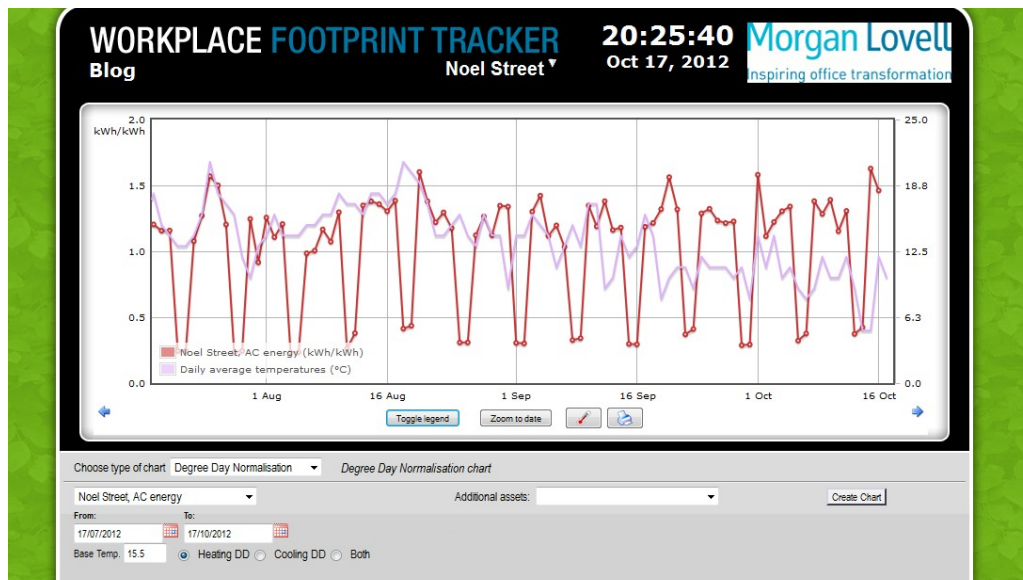 WORKPLACE FOOTPRINT TRACKER
Blog
Noel Street▼
20:25:40
Oct 17, 2012
Morgan Lovell
Inspiring office transformation
2.0
kWh/kWh
1.5
1.0
0.5
0.0
25.0
18.8
12.5
6.3
0.0
Noel Street, AC energy (kWh/kWh)
Daily average temperatures (°C)
1 Aug
16 Aug
1 Sep
16 Sep
1 Oct
16 Oct
Toggle legend
Zoom to date
Choose type of chart
Degree Day Normalisation
Degree Day Normalisation chart
Noel Street, AC energy
Additional assets:
Create Chart
From:
To:
17/07/2012
17/10/2012
Base Temp.
15.5
Heating DD
Cooling DD
Both